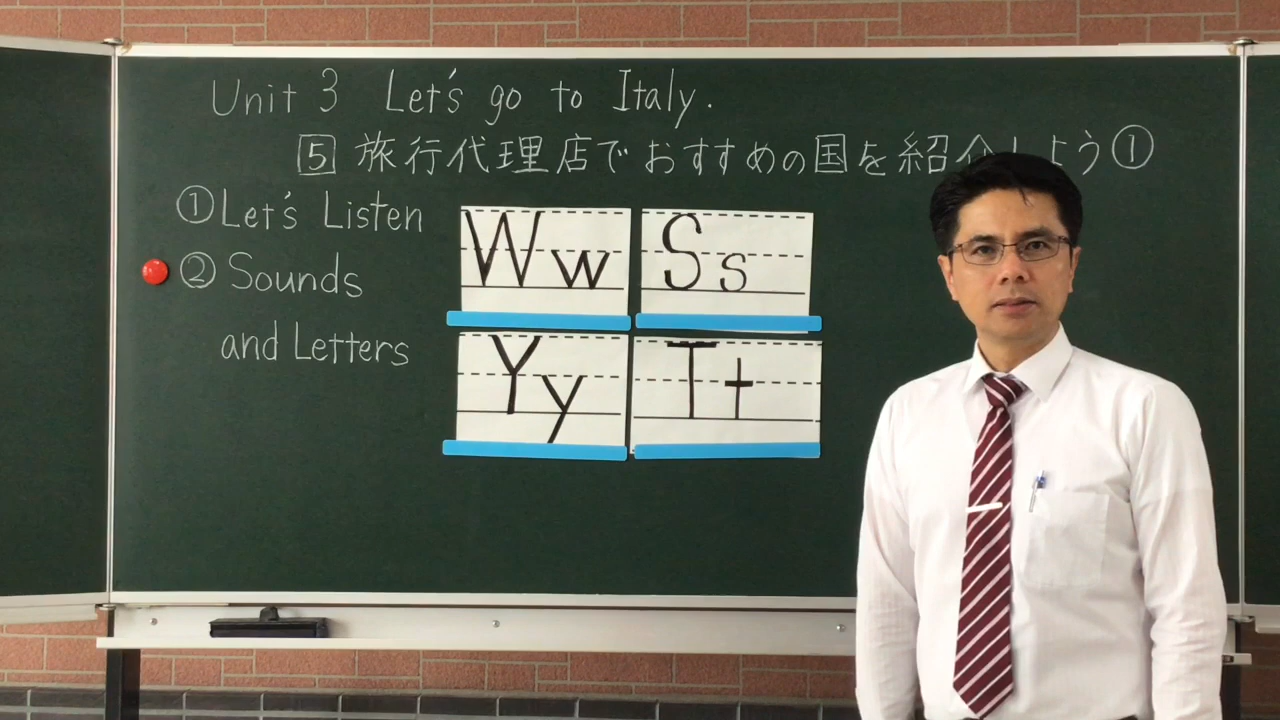 Unit 3 Let's go to Italy.
5 旅行代理店でおすすめの国を紹介しよう①
①Let's Listen
②Sounds
and Letters
Ww
Ss
Yy
Tt